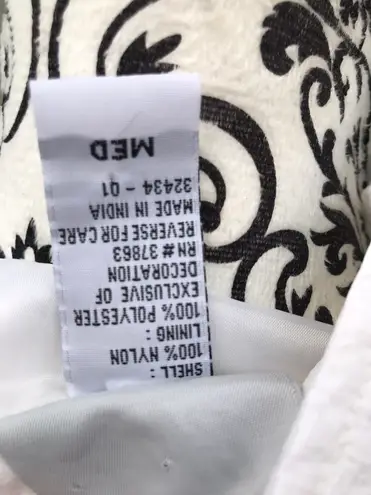 SHELL :
100% NYLON
LINING :
100% POLYESTER
EXCLUSIVE OF
DECORATION
RN# 37863
REVERSE FOR CARE
MADE IN INDIA
32434 - Q1
MED